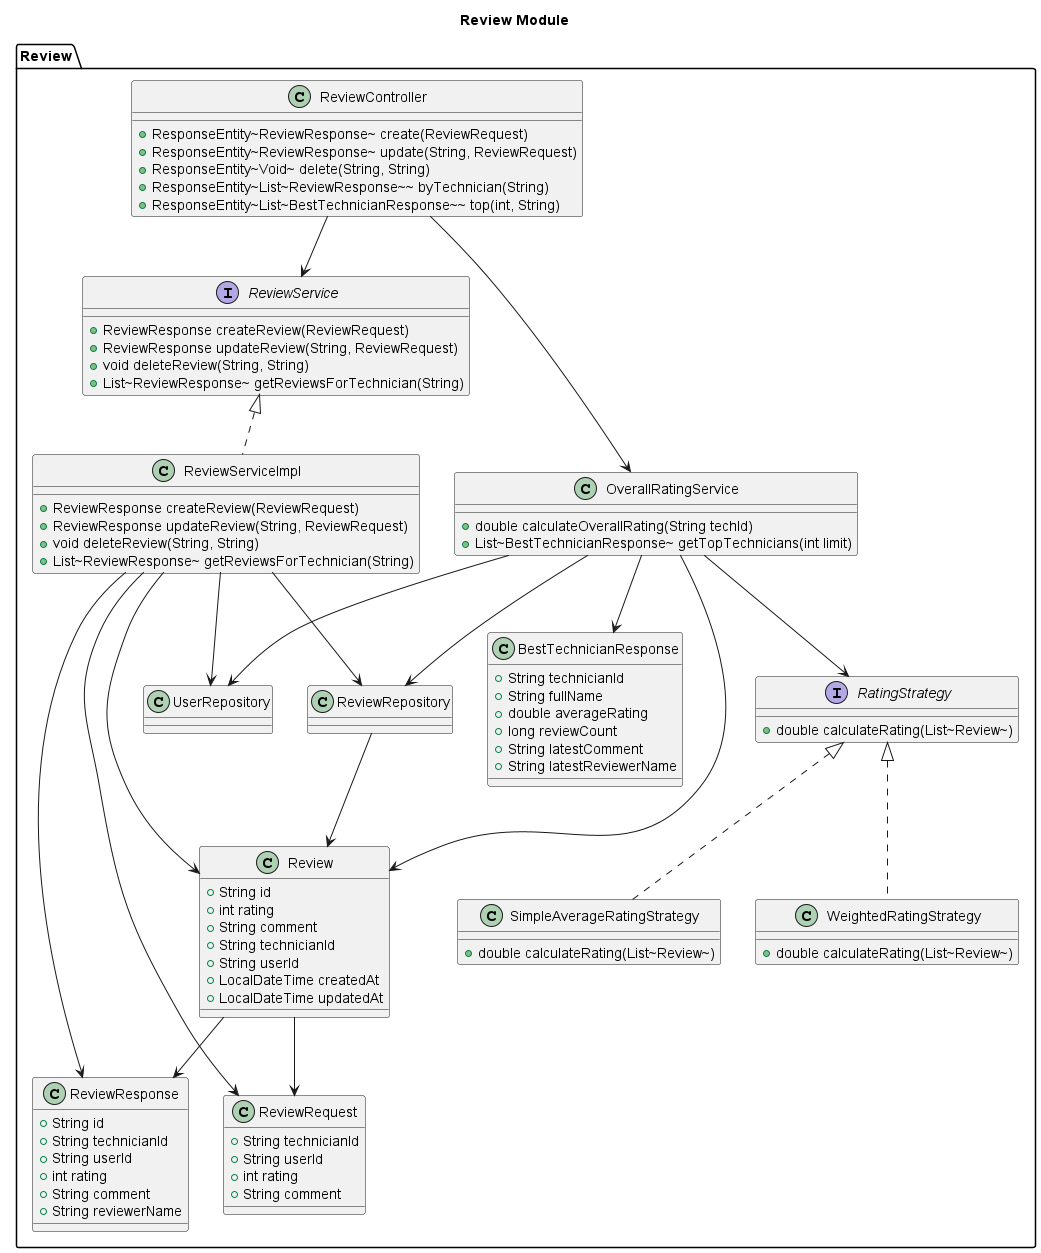 Review Module
Review
C ReviewController
ResponseEntity~ReviewResponse~ create(ReviewRequest)
ResponseEntity~ReviewResponse~ update(String, ReviewRequest)
ResponseEntity~Void~ delete(String, String)
ResponseEntity~List~ReviewResponse~~ byTechnician(String)
ResponseEntity~List~BestTechnicianResponse~~ top(int, String)
I ReviewService
ReviewResponse createReview(ReviewRequest)
ReviewResponse updateReview(String, ReviewRequest)
void deleteReview(String, String)
List~ReviewResponse~ getReviewsForTechnician(String)
C ReviewServiceImpl
ReviewResponse createReview(ReviewRequest)
ReviewResponse updateReview(String, ReviewRequest)
void deleteReview(String, String)
List~ReviewResponse~ getReviewsForTechnician(String)
C OverallRatingService
double calculateOverallRating(String techId)
List~BestTechnicianResponse~ getTopTechnicians(int limit)
C UserRepository
C ReviewRepository
C BestTechnicianResponse
String technicianId
String fullName
double averageRating
long reviewCount
String latestComment
String latestReviewerName
I RatingStrategy
double calculateRating(List~Review~)
C Review
String id
int rating
String comment
String technicianId
String userId
LocalDateTime createdAt
LocalDateTime updatedAt
C SimpleAverageRatingStrategy
double calculateRating(List~Review~)
C WeightedRatingStrategy
double calculateRating(List~Review~)
C ReviewResponse
String id
String technicianId
String userId
int rating
String comment
String reviewerName
C ReviewRequest
String technicianId
String userId
int rating
String comment